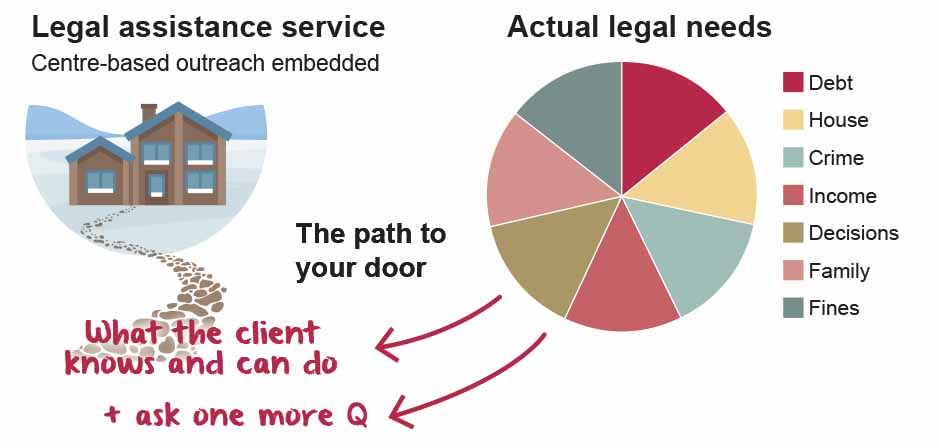 Legal assistance service
Centre-based outreach embedded
Actual legal needs
Debt
House
Crime
Income
Decisions
Family
Fines
The path to
your door
What the client
knows and can do
+ ask one more Q